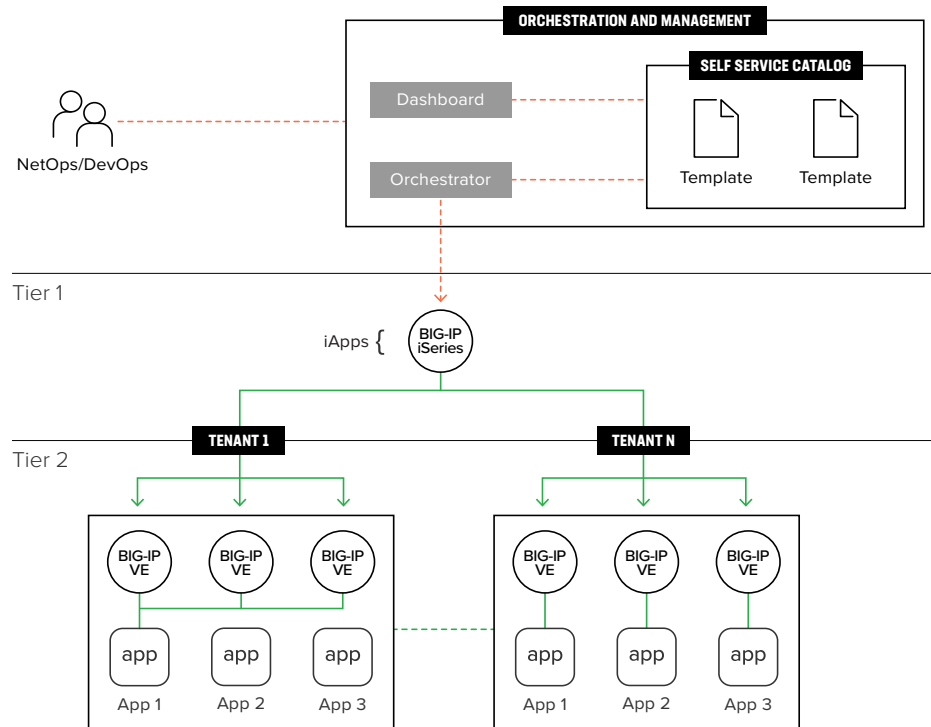 ORCHESTRATION AND MANAGEMENT
SELF SERVICE CATALOG
Dashboard
Orchestrator
Template
Template
NetOps/DevOps
Tier 1
iApps {
BIG-IP
iSeries
TENANT 1
TENANT N
Tier 2
BIG-IP
VE
BIG-IP
VE
BIG-IP
VE
BIG-IP
VE
BIG-IP
VE
BIG-IP
VE
app
app
app
app
app
app
App 1
App 2
App 3
App 1
App 2
App 3